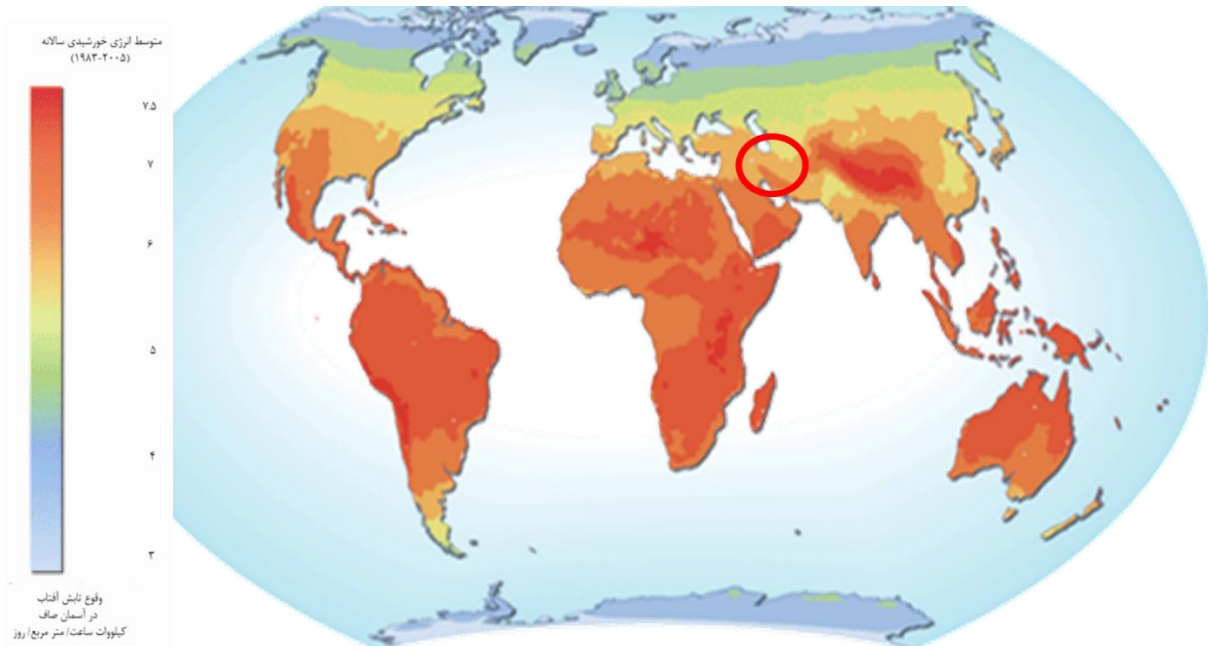 متوسط انرژی خورشیدی سالانه
(۱۹۸۳-۲۰۰۵)
۷.۵
۷
۶
۵
۴
۳
وقوع تابش آفتاب
در آسمان صاف
کیلووات ساعت/ متر مربع/ روز